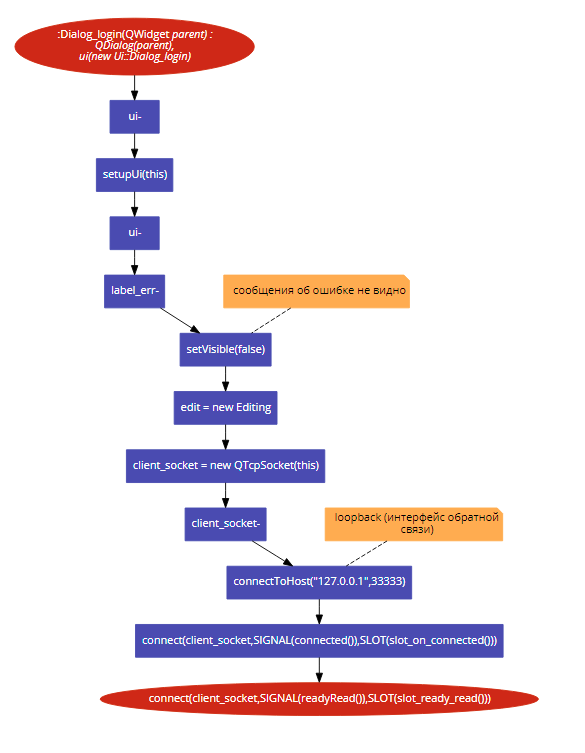 :Dialog_login(QWidget parent) :
QDialog(parent),
ui(new Ui::Dialog_login)
ui-
setupUi(this)
ui-
label_err-
сообщения об ошибке не видно
setVisible(false)
edit = new Editing
client_socket = new QTcpSocket(this)
client_socket-
loopback (интерфейс обратной
связи)
connectToHost("127.0.0.1",33333)
connect(client_socket,SIGNAL(connected()),SLOT(slot_on_connected()))
connect(client_socket,SIGNAL(readyRead()),SLOT(slot_ready_read()))